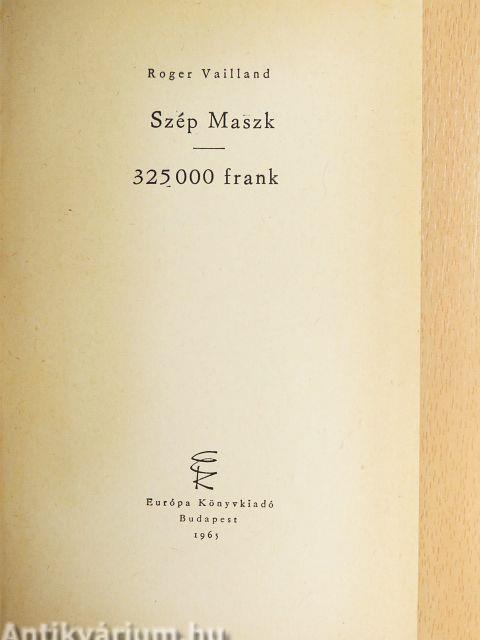 Roger Vailland
Szép Maszk
325 000 frank
Európa Könyvkiadó
Budapest
1965
Antikvárium.hu